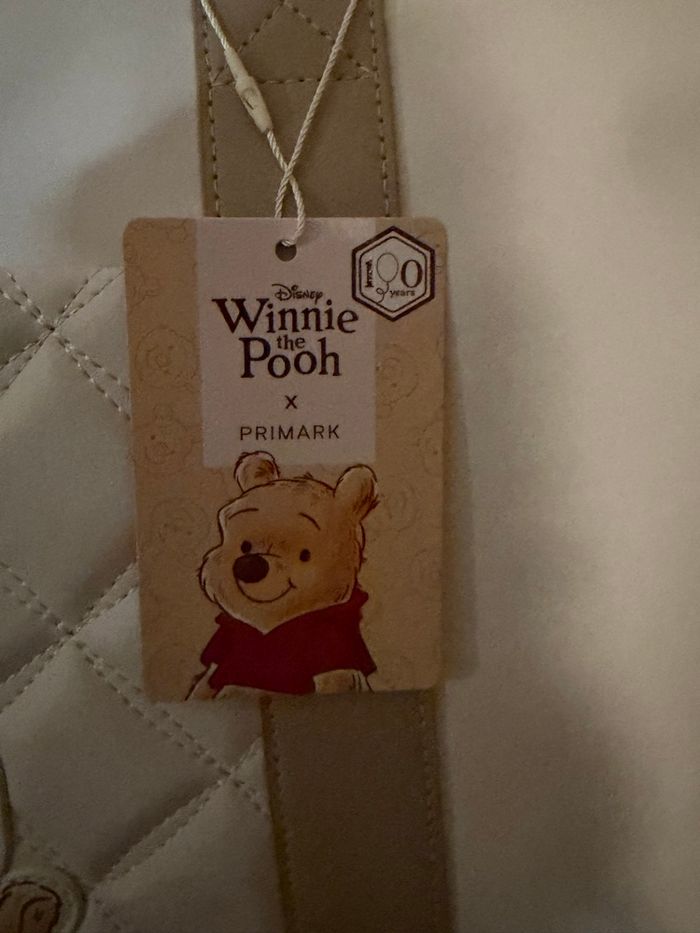 Disney
Winnie
the
Pooh
x
PRIMARK
100
years